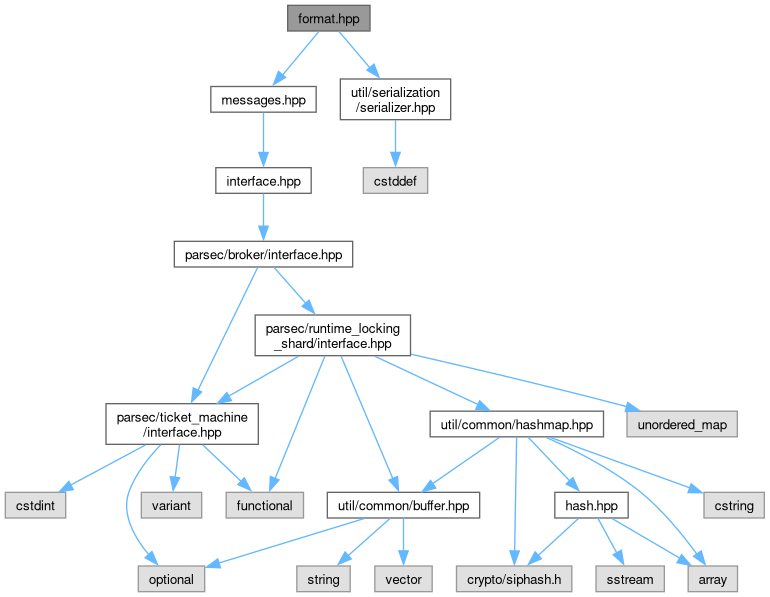 format.hpp
messages.hpp
util/serialization
/serializer.hpp
interface.hpp
cstddef
parsec/broker/interface.hpp
parsec/runtime_locking
_shard/interface.hpp
parsec/ticket_machine
/interface.hpp
util/common/hashmap.hpp
unordered_map
cstdint
variant
functional
util/common/buffer.hpp
hash.hpp
cstring
optional
string
vector
crypto/siphash.h
sstream
array